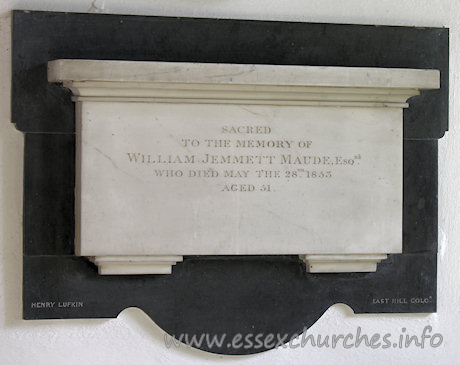 SACRED
TO THE MEMORY OF
WILLIAM JEMMETT MAUDE, ESQ.RE
WHO DIED MAY THE 28TH 1853
AGED 51
HENRY LUFKIN
EAST HILL COLCR
www.essexchurches.info